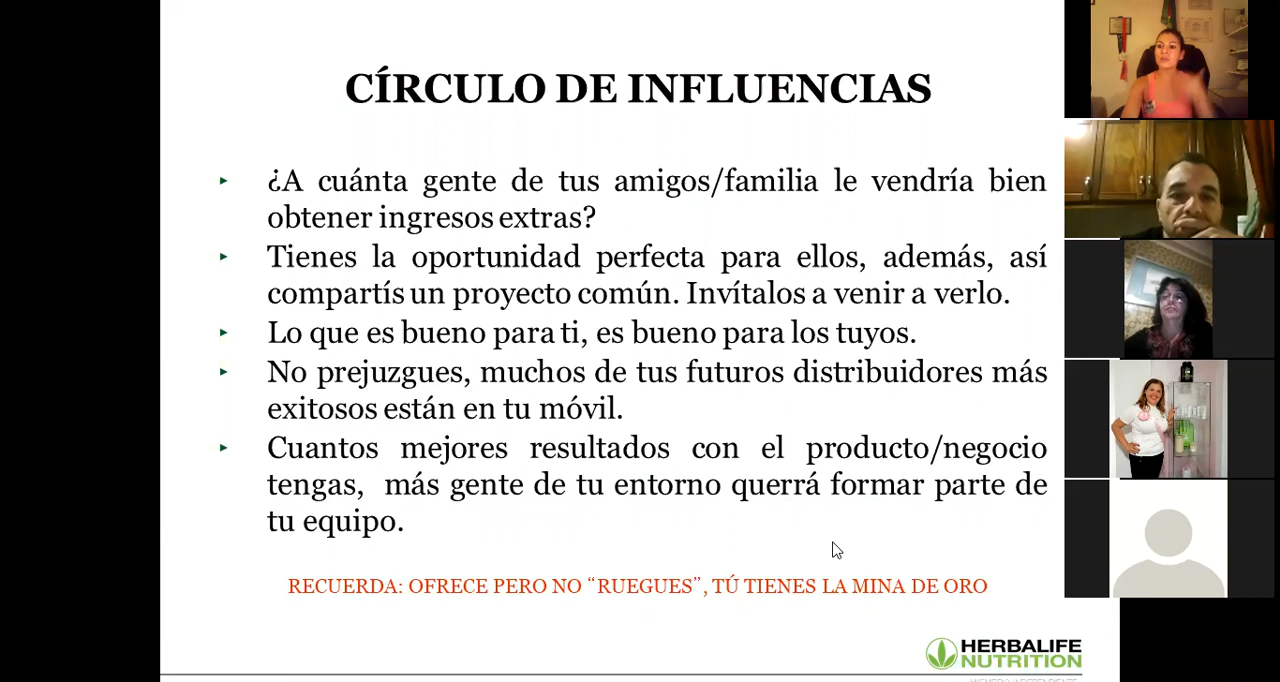 CÍRCULO DE INFLUENCIAS
¿A cuánta gente de tus amigos/familia le vendría bien
obtener ingresos extras?
Tienes la oportunidad perfecta para ellos, además, así
compartís un proyecto común. Invítalos a venir a verlo.
Lo que es bueno para ti, es bueno para los tuyos.
No prejuzgues, muchos de tus futuros distribuidores más
exitosos están en tu móvil.
Cuantos mejores resultados con el producto/negocio
tengas, más gente de tu entorno querrá formar parte de
tu equipo.
RECUERDA: OFRECE PERO NO “RUEGUES”, TÚ TIENES LA MINA DE ORO
HERBALIFE
NUTRITION